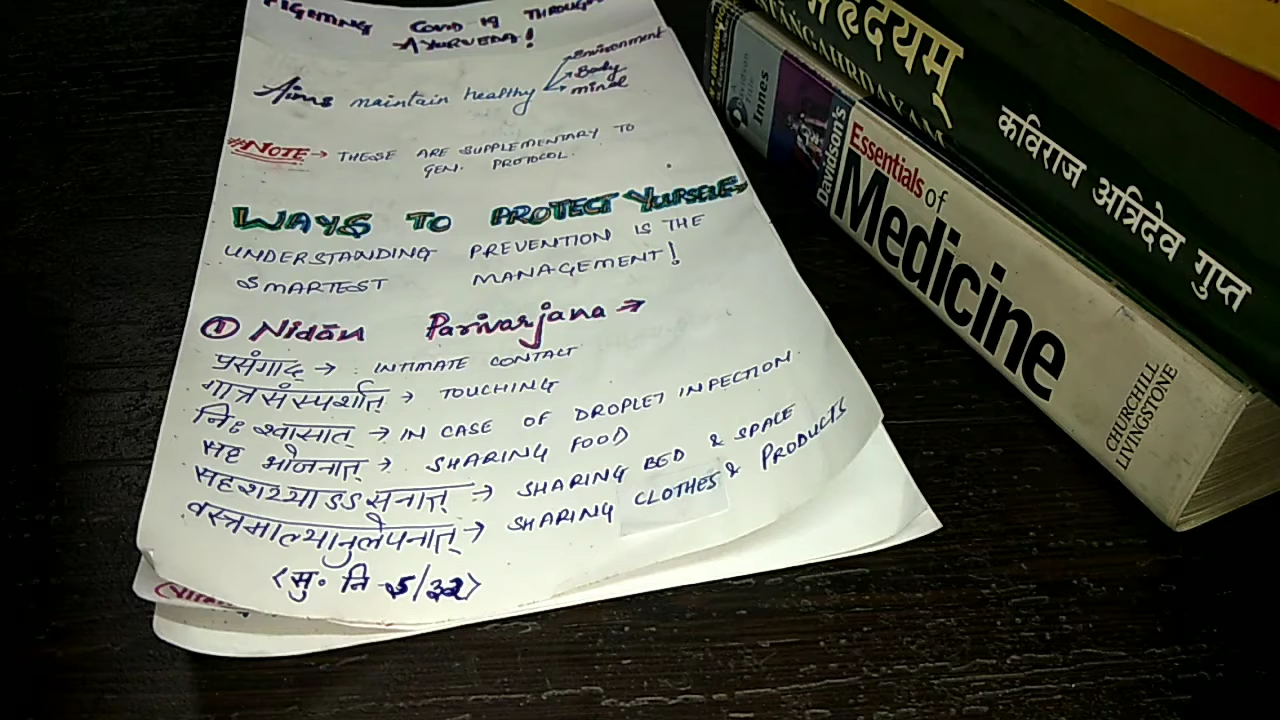 FIGHTING COVID 19 THROUGH
AYURVEDA!
Aims maintain healthy
Environment
Body
mind
#NOTE → THESE ARE SUPPLEMENTARY TO
GEN. PROTOCOL.
WAYS TO PROTECT YOURSELF
UNDERSTANDING PREVENTION IS THE
SMARTEST MANAGEMENT!
① Nidān Parivarjana →
प्रसंगाद् → INTIMATE CONTACT
गात्रसंस्पर्शात् → TOUCHING
निःश्वासात् → IN CASE OF DROPLET INFECTION
सह भोजनात् → SHARING FOOD
सहशय्याऽऽसनात् → SHARING BED & SPACE
वस्त्रमाल्यानुलेपनात् → SHARING CLOTHES & PRODUCTS
<सु॰ नि 5/32>
हृदयम्
कविराज अत्रिदेव गुप्त
Davidson's
Essentials of
Medicine
Innes
CHURCHILL
LIVINGSTONE